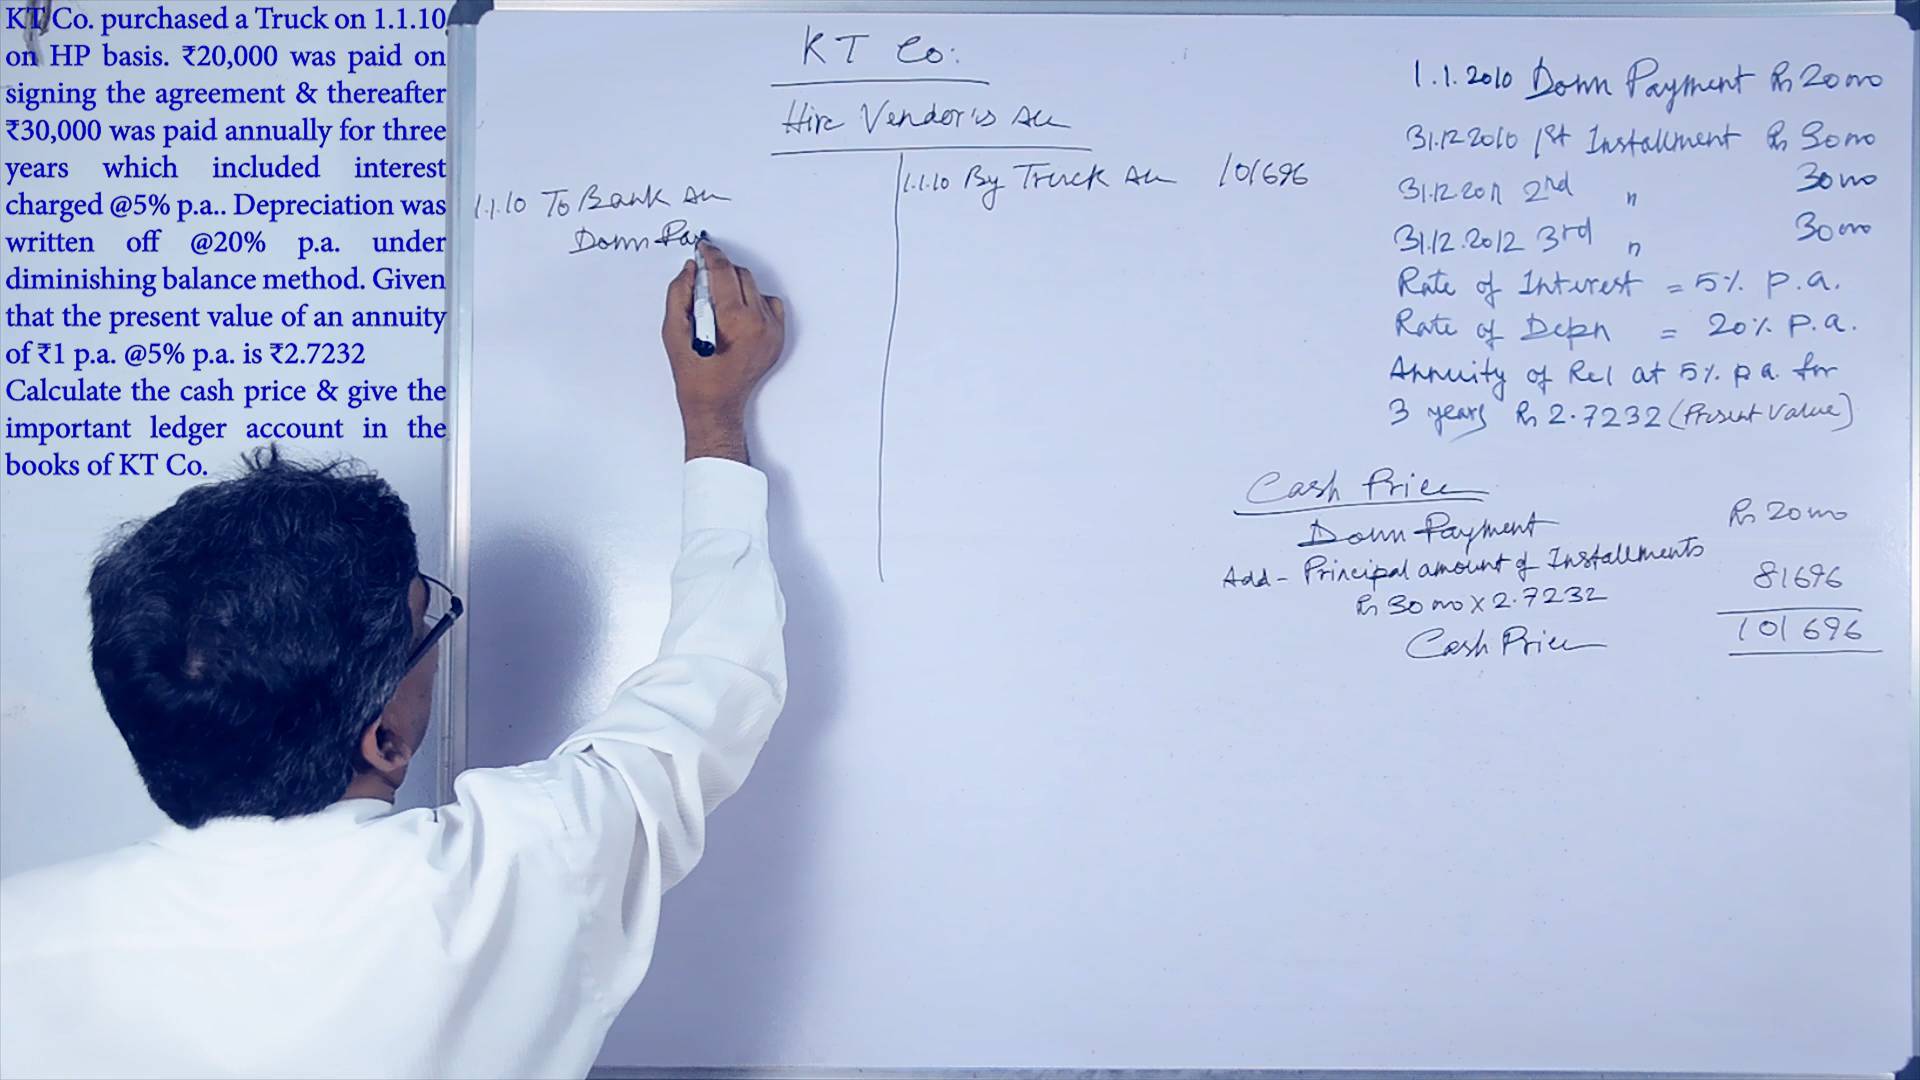 KT Co. purchased a Truck on 1.1.10
on HP basis. ₹20,000 was paid on
signing the agreement & thereafter
₹30,000 was paid annually for three
years which included interest
charged @5% p.a.. Depreciation was
written off @20% p.a. under
diminishing balance method. Given
that the present value of an annuity
of ₹1 p.a. @5% p.a. is ₹2.7232
Calculate the cash price & give the
important ledger account in the
books of KT Co.
KT Co:
Hire Vendor's A/c
1.1.10 To Bank A/c
Down Pay
1.1.10 By Truck A/c 101696
1.1.2010 Down Payment Rs 20000
31.12.2010 1st Installment Rs 30000
31.12.2011 2nd " 30000
31.12.2012 3rd " 30000
Rate of Interest = 5% p.a.
Rate of Depn = 20% p.a.
Annuity of Re1 at 5% p.a. for
3 years Rs 2.7232 (Present Value)
Cash Price
Down Payment Rs 20000
Add - Principal amount of Installments
Rs 30000 x 2.7232 81696
Cash Price 101696